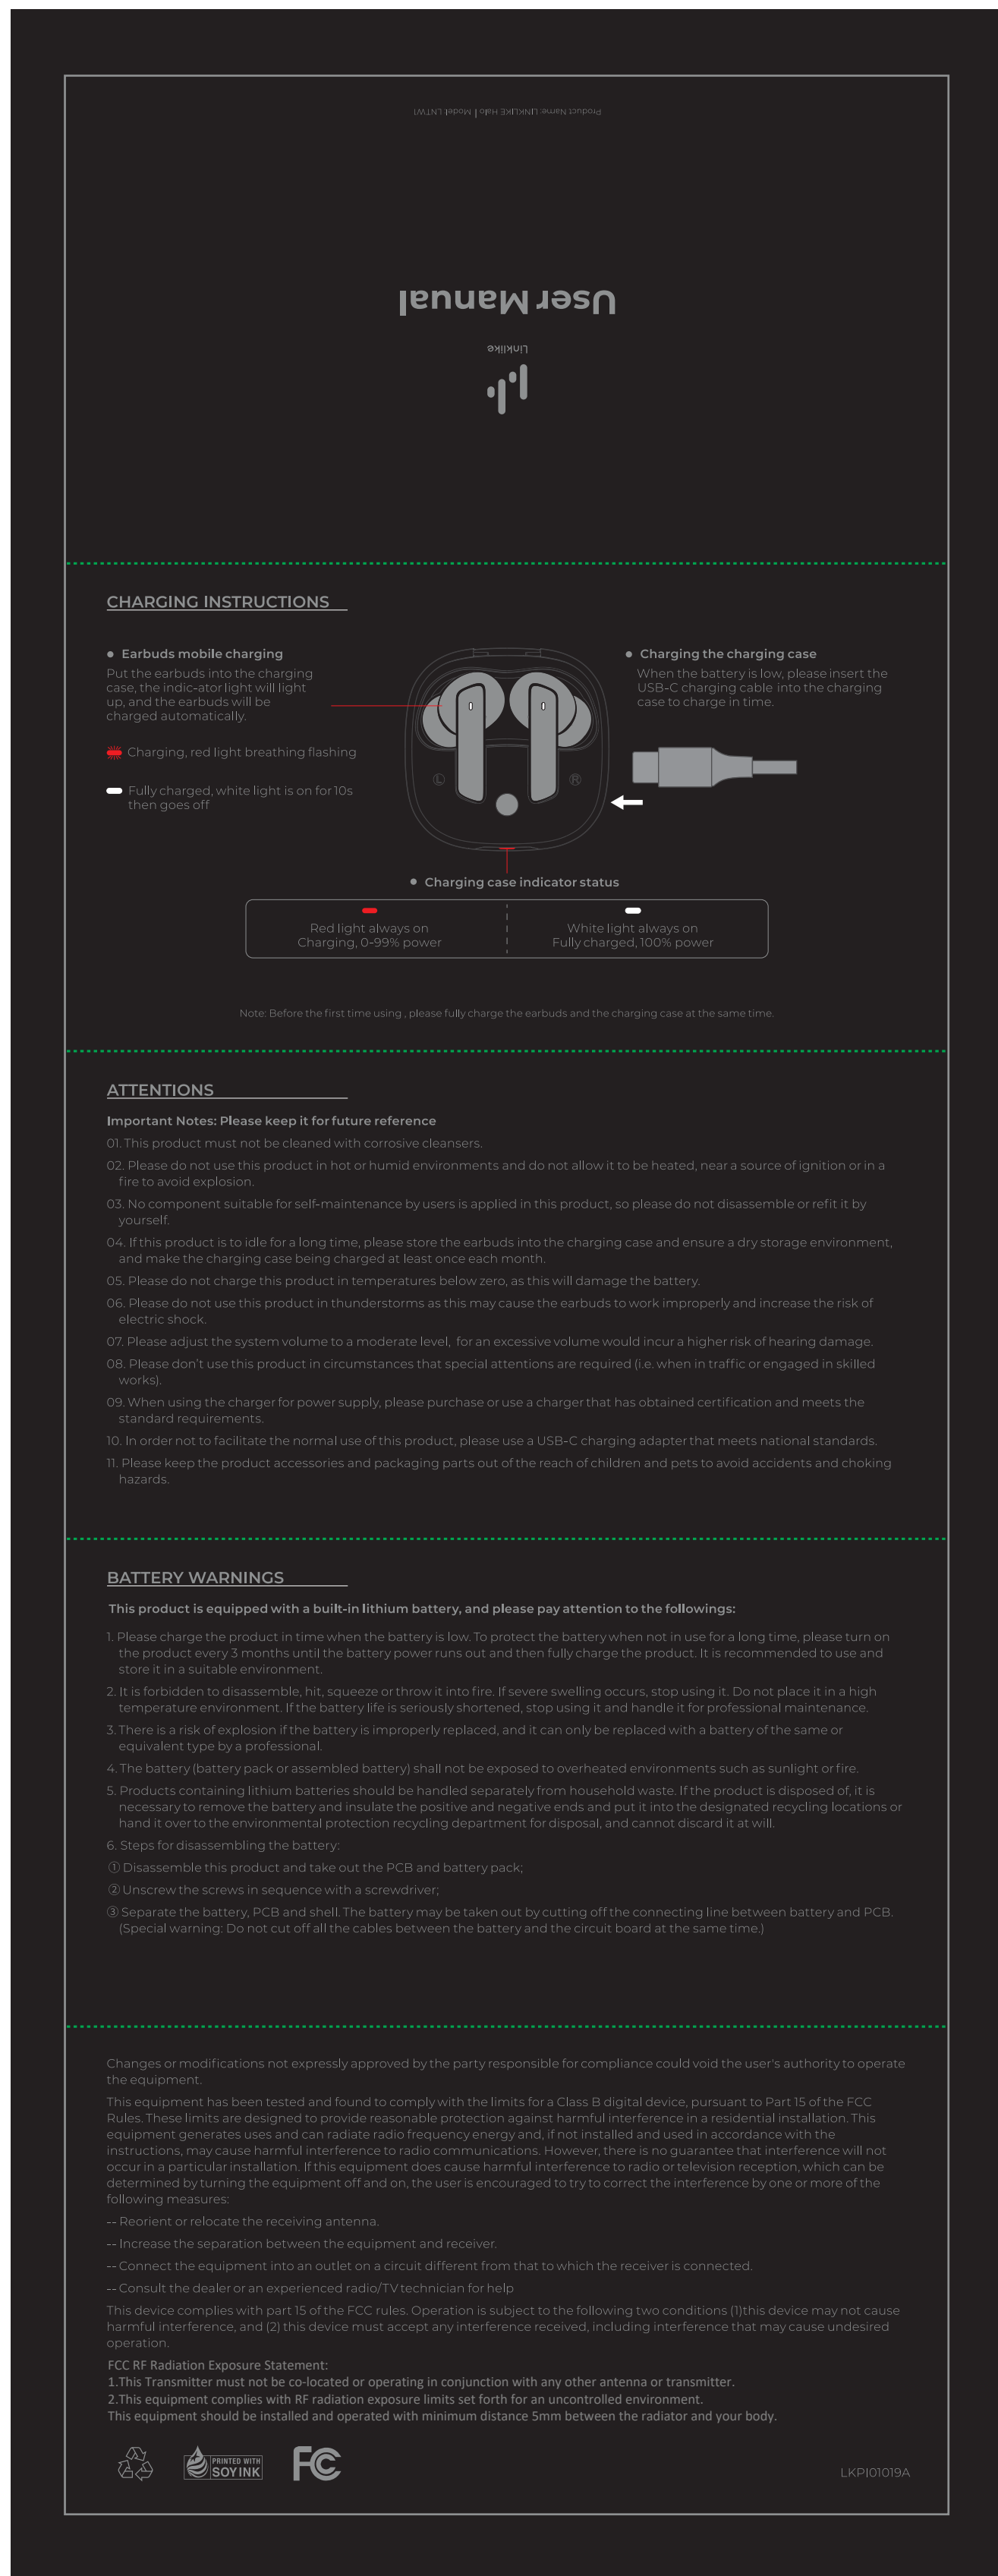 Product Name: LINKLIKE Halo | Model: LNTW1
User Manual
Linklike
CHARGING INSTRUCTIONS
● Earbuds mobile charging
Put the earbuds into the charging
case, the indic-ator light will light
up, and the earbuds will be
charged automatically.
Charging, red light breathing flashing
Fully charged, white light is on for 10s
then goes off
● Charging the charging case
When the battery is low, please insert the
USB-C charging cable into the charging
case to charge in time.
L
R
● Charging case indicator status
Red light always on
Charging, 0-99% power
White light always on
Fully charged, 100% power
Note: Before the first time using , please fully charge the earbuds and the charging case at the same time.
ATTENTIONS
Important Notes: Please keep it for future reference
01. This product must not be cleaned with corrosive cleansers.
02. Please do not use this product in hot or humid environments and do not allow it to be heated, near a source of ignition or in a
fire to avoid explosion.
03. No component suitable for self-maintenance by users is applied in this product, so please do not disassemble or refit it by
yourself.
04. If this product is to idle for a long time, please store the earbuds into the charging case and ensure a dry storage environment,
and make the charging case being charged at least once each month.
05. Please do not charge this product in temperatures below zero, as this will damage the battery.
06. Please do not use this product in thunderstorms as this may cause the earbuds to work improperly and increase the risk of
electric shock.
07. Please adjust the system volume to a moderate level, for an excessive volume would incur a higher risk of hearing damage.
08. Please don't use this product in circumstances that special attentions are required (i.e. when in traffic or engaged in skilled
works).
09. When using the charger for power supply, please purchase or use a charger that has obtained certification and meets the
standard requirements.
10. In order not to facilitate the normal use of this product, please use a USB-C charging adapter that meets national standards.
11. Please keep the product accessories and packaging parts out of the reach of children and pets to avoid accidents and choking
hazards.
BATTERY WARNINGS
This product is equipped with a built-in lithium battery, and please pay attention to the followings:
1. Please charge the product in time when the battery is low. To protect the battery when not in use for a long time, please turn on
the product every 3 months until the battery power runs out and then fully charge the product. It is recommended to use and
store it in a suitable environment.
2. It is forbidden to disassemble, hit, squeeze or throw it into fire. If severe swelling occurs, stop using it. Do not place it in a high
temperature environment. If the battery life is seriously shortened, stop using it and handle it for professional maintenance.
3. There is a risk of explosion if the battery is improperly replaced, and it can only be replaced with a battery of the same or
equivalent type by a professional.
4. The battery (battery pack or assembled battery) shall not be exposed to overheated environments such as sunlight or fire.
5. Products containing lithium batteries should be handled separately from household waste. If the product is disposed of, it is
necessary to remove the battery and insulate the positive and negative ends and put it into the designated recycling locations or
hand it over to the environmental protection recycling department for disposal, and cannot discard it at will.
6. Steps for disassembling the battery:
① Disassemble this product and take out the PCB and battery pack;
② Unscrew the screws in sequence with a screwdriver;
③ Separate the battery, PCB and shell. The battery may be taken out by cutting off the connecting line between battery and PCB.
(Special warning: Do not cut off all the cables between the battery and the circuit board at the same time.)
Changes or modifications not expressly approved by the party responsible for compliance could void the user's authority to operate
the equipment.
This equipment has been tested and found to comply with the limits for a Class B digital device, pursuant to Part 15 of the FCC
Rules. These limits are designed to provide reasonable protection against harmful interference in a residential installation. This
equipment generates uses and can radiate radio frequency energy and, if not installed and used in accordance with the
instructions, may cause harmful interference to radio communications. However, there is no guarantee that interference will not
occur in a particular installation. If this equipment does cause harmful interference to radio or television reception, which can be
determined by turning the equipment off and on, the user is encouraged to try to correct the interference by one or more of the
following measures:
-- Reorient or relocate the receiving antenna.
-- Increase the separation between the equipment and receiver.
-- Connect the equipment into an outlet on a circuit different from that to which the receiver is connected.
-- Consult the dealer or an experienced radio/TV technician for help
This device complies with part 15 of the FCC rules. Operation is subject to the following two conditions (1)this device may not cause
harmful interference, and (2) this device must accept any interference received, including interference that may cause undesired
operation.
FCC RF Radiation Exposure Statement:
1.This Transmitter must not be co-located or operating in conjunction with any other antenna or transmitter.
2.This equipment complies with RF radiation exposure limits set forth for an uncontrolled environment.
This equipment should be installed and operated with minimum distance 5mm between the radiator and your body.
PRINTED WITH
SOY INK
FC
LKPI01019A